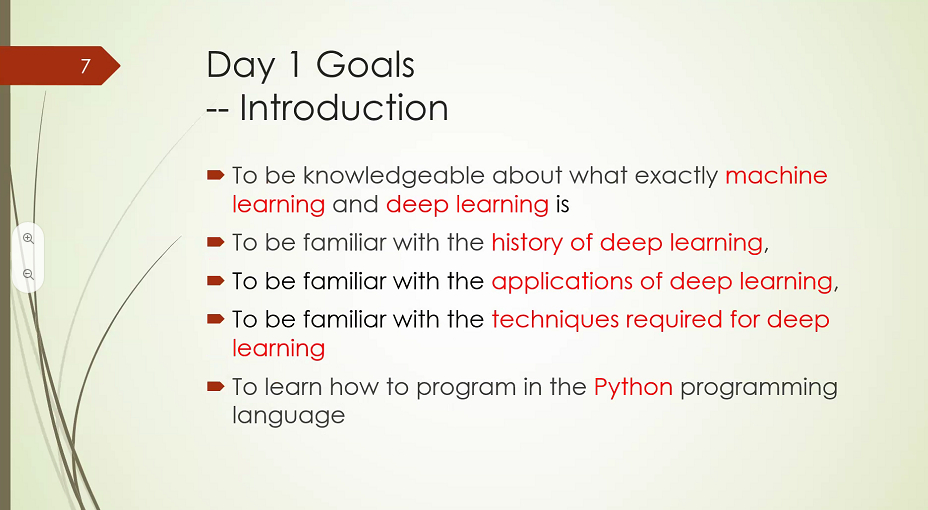 7
Day 1 Goals
-- Introduction
To be knowledgeable about what exactly machine
learning and deep learning is
To be familiar with the history of deep learning,
To be familiar with the applications of deep learning,
To be familiar with the techniques required for deep
learning
To learn how to program in the Python programming
language